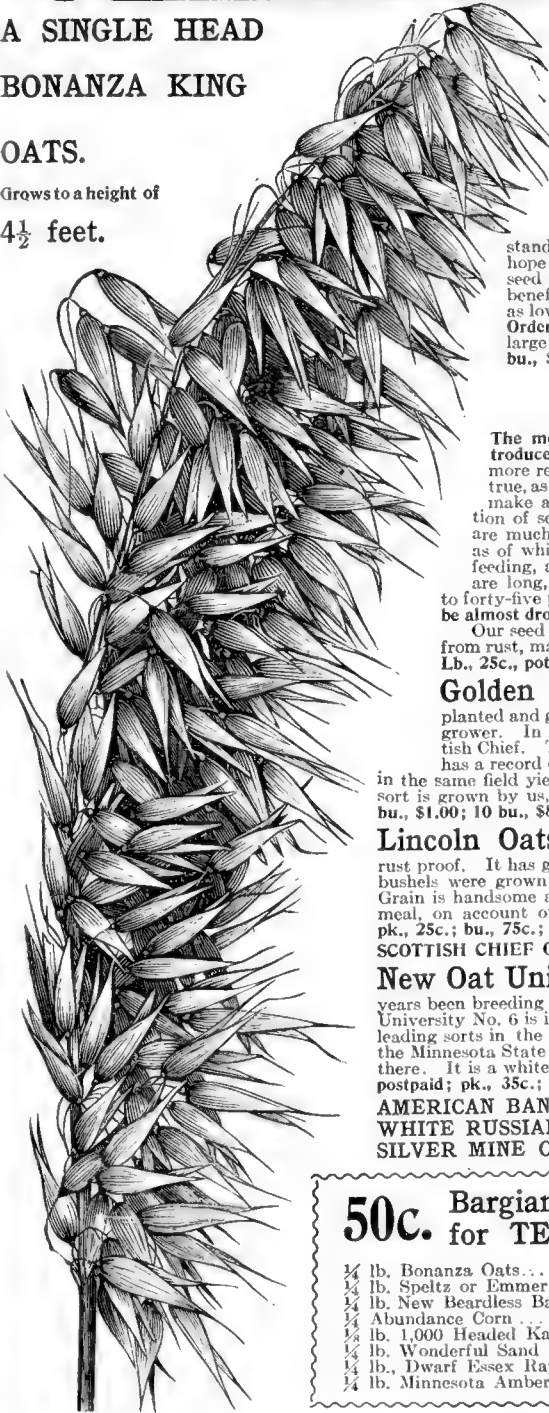 A SINGLE HEAD
BONANZA KING
OATS.
Grows to a height of
4½ feet.
stand
hope
seed
benef
as lov
Order
large
bu., $
The mo
troduce
more re
true, as
make a
tion of se
are much
as of whi
feeding, a
are long,
to forty-five
be almost dro
Our seed
from rust, ma
Lb., 25c., pos
Golden
planted and g
grower. In
tish Chief. T
has a record
in the same field yie
sort is grown by us,
bu., $1.00; 10 bu., $8
Lincoln Oats
rust proof. It has g
bushels were grown
Grain is handsome a
meal, on account o
pk., 25c.; bu., 75c.;
SCOTTISH CHIEF O
New Oat Uni
years been breeding
University No. 6 is i
leading sorts in the
the Minnesota State
there. It is a white
postpaid; pk., 35c.;
AMERICAN BAN
WHITE RUSSIAN
SILVER MINE O
50c. Bargian
for TE
¼ lb. Bonanza Oats...
¼ lb. Speltz or Emmer
¼ lb. New Beardless Ba
¼ Abundance Corn ...
⅛ lb. 1,000 Headed Ka
¼ lb. Wonderful Sand
¼ lb., Dwarf Essex Ra
¼ lb. Minnesota Amber